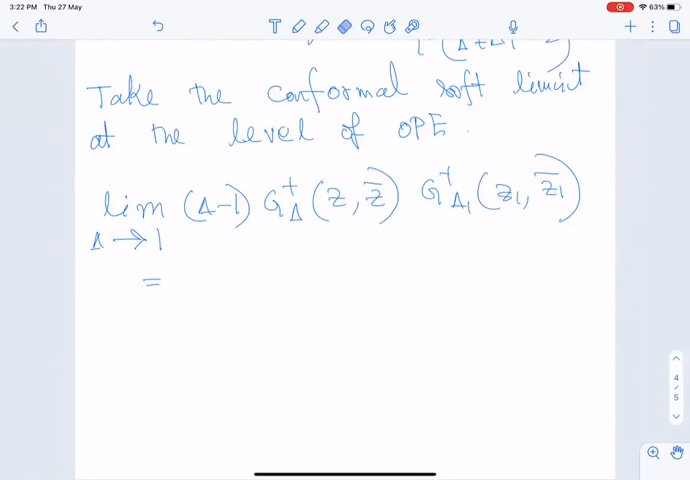 3:22 PM Thu 27 May
63%
Take the conformal soft limit
at the level of OPE.
lim (Δ-1) G⁺_Δ (z, z̄) G⁺_Δ₁ (z₁, z̄₁)
Δ → 1
=
4
/
5